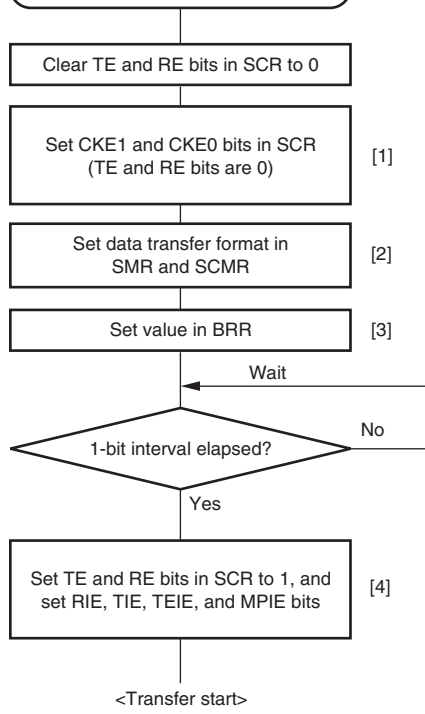 Clear TE and RE bits in SCR to 0
Set CKE1 and CKE0 bits in SCR
(TE and RE bits are 0)
[1]
Set data transfer format in
SMR and SCMR
[2]
Set value in BRR
[3]
Wait
1-bit interval elapsed?
No
Yes
Set TE and RE bits in SCR to 1, and
set RIE, TIE, TEIE, and MPIE bits
[4]
<Transfer start>